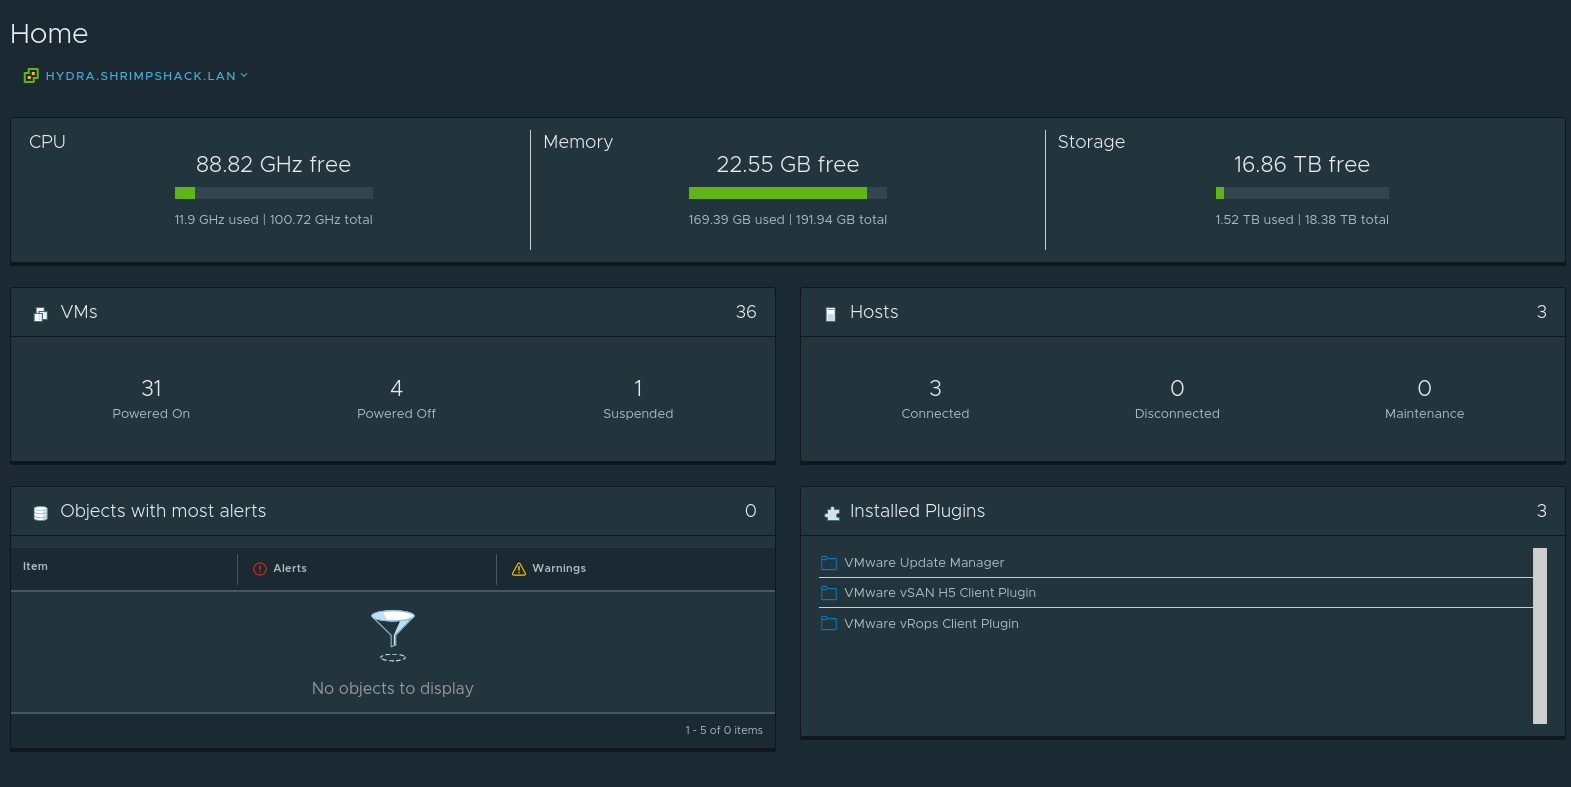 Home
HYDRA.SHRIMPSHACK.LAN
CPU
88.82 GHz free
11.9 GHz used | 100.72 GHz total
Memory
22.55 GB free
169.39 GB used | 191.94 GB total
Storage
16.86 TB free
1.52 TB used | 18.38 TB total
VMs 36
31 4 1
Powered On Powered Off Suspended
Hosts 3
3 0 0
Connected Disconnected Maintenance
Objects with most alerts 0
Item Alerts Warnings
No objects to display
1 - 5 of 0 items
Installed Plugins 3
VMware Update Manager
VMware vSAN H5 Client Plugin
VMware vRops Client Plugin